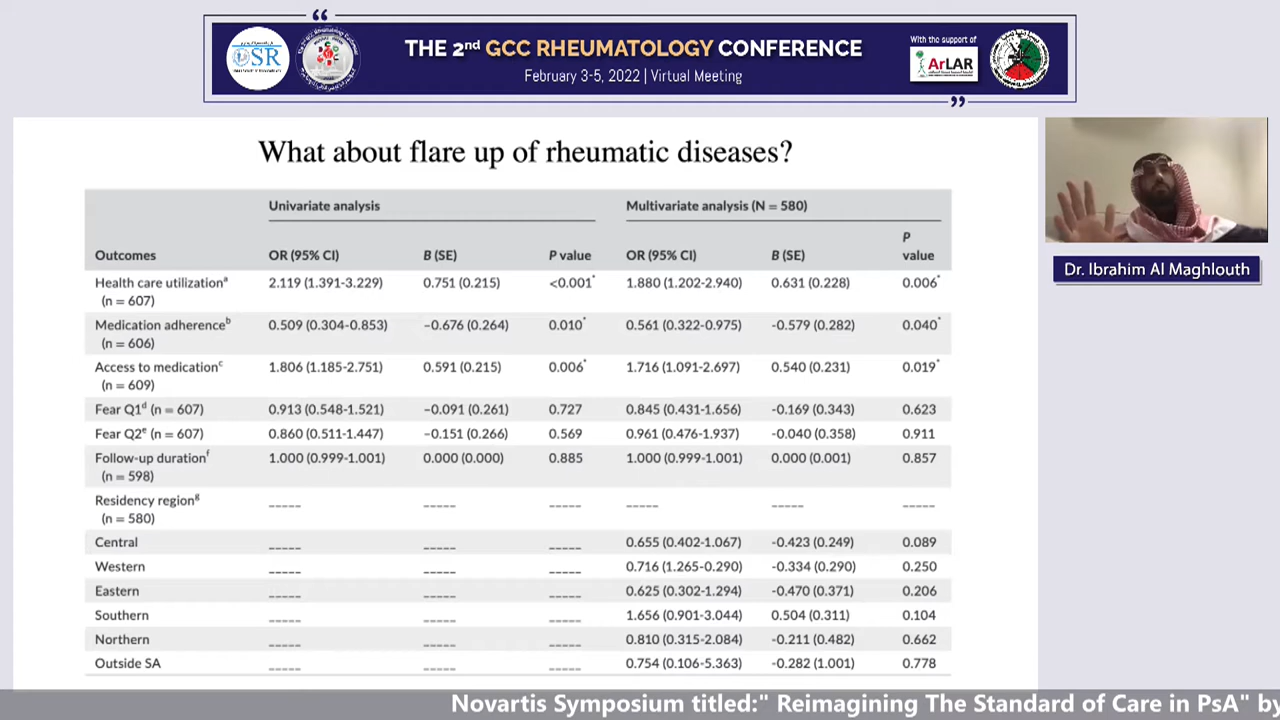 “
THE 2nd GCC RHEUMATOLOGY CONFERENCE
February 3-5, 2022 | Virtual Meeting
With the support of
OSR
ArLAR
”
What about flare up of rheumatic diseases?
Univariate analysis Multivariate analysis (N = 580)
Outcomes OR (95% CI) B (SE) P value OR (95% CI) B (SE) P value
Health care utilizationa (n = 607) 2.119 (1.391-3.229) 0.751 (0.215) <0.001* 1.880 (1.202-2.940) 0.631 (0.228) 0.006*
Medication adherenceb (n = 606) 0.509 (0.304-0.853) −0.676 (0.264) 0.010* 0.561 (0.322-0.975) -0.579 (0.282) 0.040*
Access to medicationc (n = 609) 1.806 (1.185-2.751) 0.591 (0.215) 0.006* 1.716 (1.091-2.697) 0.540 (0.231) 0.019*
Fear Q1d (n = 607) 0.913 (0.548-1.521) −0.091 (0.261) 0.727 0.845 (0.431-1.656) -0.169 (0.343) 0.623
Fear Q2e (n = 607) 0.860 (0.511-1.447) −0.151 (0.266) 0.569 0.961 (0.476-1.937) -0.040 (0.358) 0.911
Follow-up durationf (n = 598) 1.000 (0.999-1.001) 0.000 (0.000) 0.885 1.000 (0.999-1.001) 0.000 (0.001) 0.857
Residency regiong (n = 580) ----- ----- ----- ----- ----- -----
Central ----- ----- ----- 0.655 (0.402-1.067) -0.423 (0.249) 0.089
Western ----- ----- ----- 0.716 (1.265-0.290) -0.334 (0.290) 0.250
Eastern ----- ----- ----- 0.625 (0.302-1.294) -0.470 (0.371) 0.206
Southern ----- ----- ----- 1.656 (0.901-3.044) 0.504 (0.311) 0.104
Northern ----- ----- ----- 0.810 (0.315-2.084) -0.211 (0.482) 0.662
Outside SA ----- ----- ----- 0.754 (0.106-5.363) -0.282 (1.001) 0.778
Dr. Ibrahim Al Maghlouth
Novartis Symposium titled:" Reimagining The Standard of Care in PsA" by